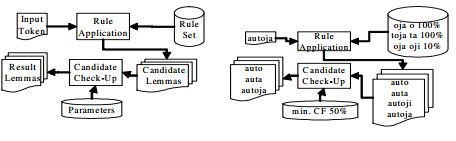 Input
Token
Rule
Application
Rule
Set
Result
Lemmas
Candidate
Check-Up
Candidate
Lemmas
Parameters
autoja
Rule
Application
oja o 100%
toja ta 100%
oja oji 10%
auto
auta
autoja
Candidate
Check-Up
auto
auta
autoji
autoja
min. CF 50%